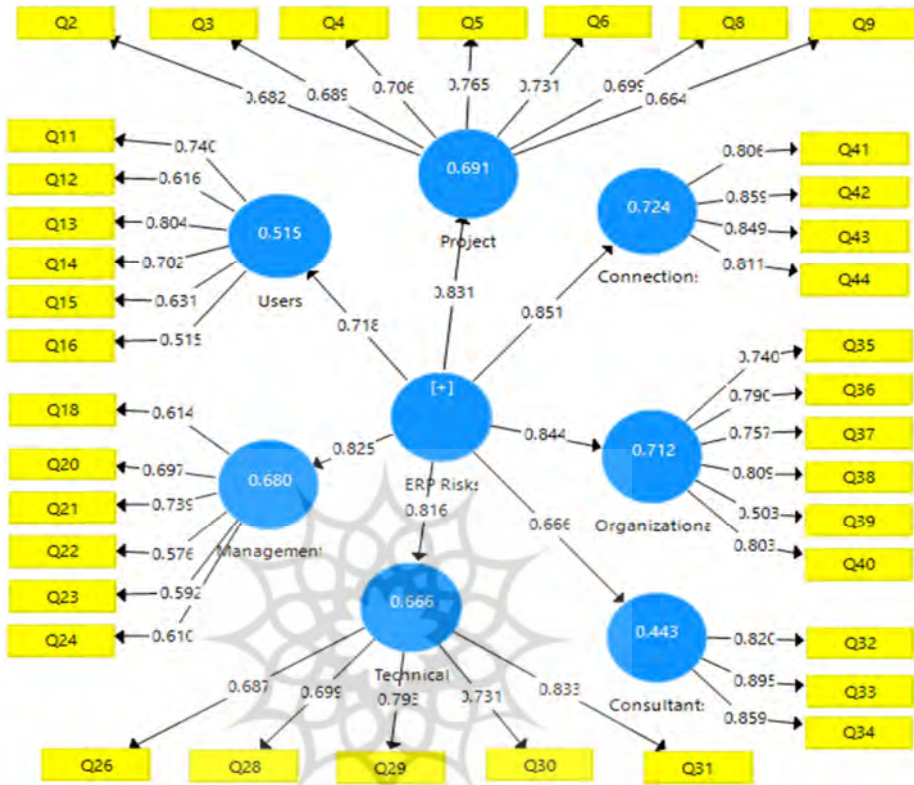 Q2 Q3 Q4 Q5 Q6 Q8 Q9
0.682 0.689 0.706 0.765 0.731 0.699 0.664
0.691
Project
0.831
Q11
Q12
Q13
Q14
Q15
Q16
0.740
0.616
0.804
0.702
0.631
0.515
0.515
Users
0.718
Q41
Q42
Q43
Q44
0.806
0.859
0.849
0.811
0.724
Connections
0.851
[+]
ERP Risks
Q18
Q20
Q21
Q22
Q23
Q24
0.614
0.697
0.739
0.576
0.592
0.610
0.680
Management
0.825
Q35
Q36
Q37
Q38
Q39
Q40
0.740
0.790
0.757
0.809
0.503
0.803
0.712
Organizationa
0.844
0.816
0.666
Technical
0.687 0.699 0.793 0.731 0.833
Q26 Q28 Q29 Q30 Q31
0.666
0.443
Consultants
0.820
0.895
0.859
Q32
Q33
Q34